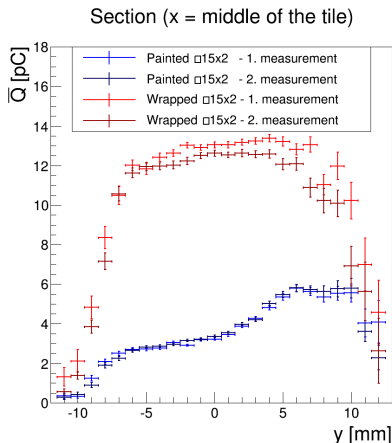 Section (x = middle of the tile)
Q̅ [pC]
Painted □15x2 - 1. measurement
Painted □15x2 - 2. measurement
Wrapped □15x2 - 1. measurement
Wrapped □15x2 - 2. measurement
18
16
14
12
10
8
6
4
2
0
-10 -5 0 5 10
y [mm]